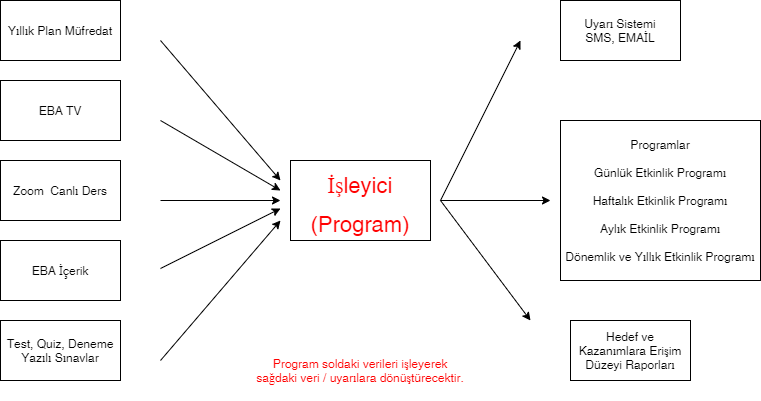 Yıllık Plan Müfredat
EBA TV
Zoom Canlı Ders
EBA İçerik
Test, Quiz, Deneme
Yazılı Sınavlar
İşleyici
(Program)
Program soldaki verileri işleyerek
sağdaki veri / uyarılara dönüştürecektir.
Uyarı Sistemi
SMS, EMAİL
Programlar
Günlük Etkinlik Programı
Haftalık Etkinlik Programı
Aylık Etkinlik Programı
Dönemlik ve Yıllık Etkinlik Programı
Hedef ve
Kazanımlara Erişim
Düzeyi Raporları